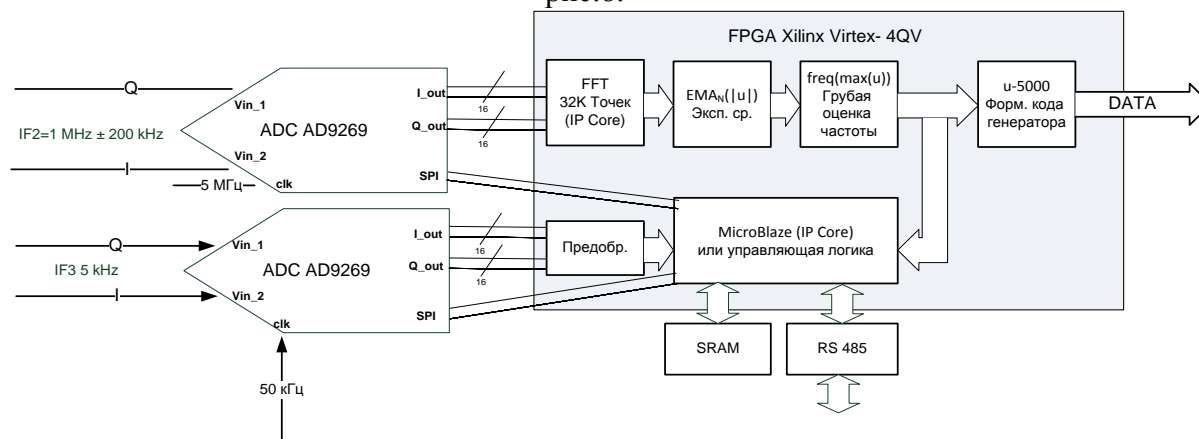 рис.6.
FPGA Xilinx Virtex- 4QV
Q
Vin_1
IF2=1 MHz ± 200 kHz
Vin_2
I
5 МГц
clk
ADC AD9269
I_out
16
Q_out
16
SPI
FFT
32K Точек
(IP Core)
EMAN(|u|)
Эксп. ср.
freq(max(u))
Грубая
оценка
частоты
u-5000
Форм. кода
генератора
DATA
Q
Vin_1
IF3 5 kHz
Vin_2
I
clk
ADC AD9269
I_out
16
Q_out
16
SPI
50 кГц
Предобр.
MicroBlaze (IP Core)
или управляющая логика
SRAM
RS 485